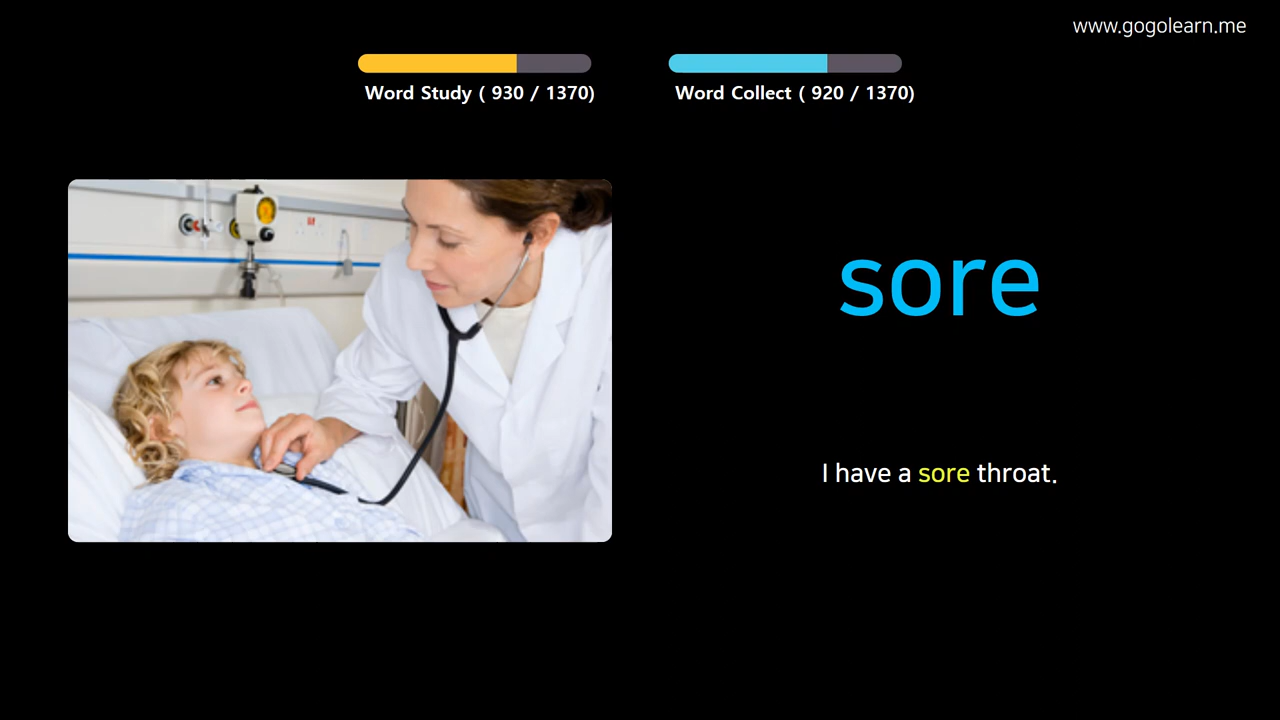 www.gogolearn.me
Word Study ( 930 / 1370)
Word Collect ( 920 / 1370)
sore
I have a sore throat.